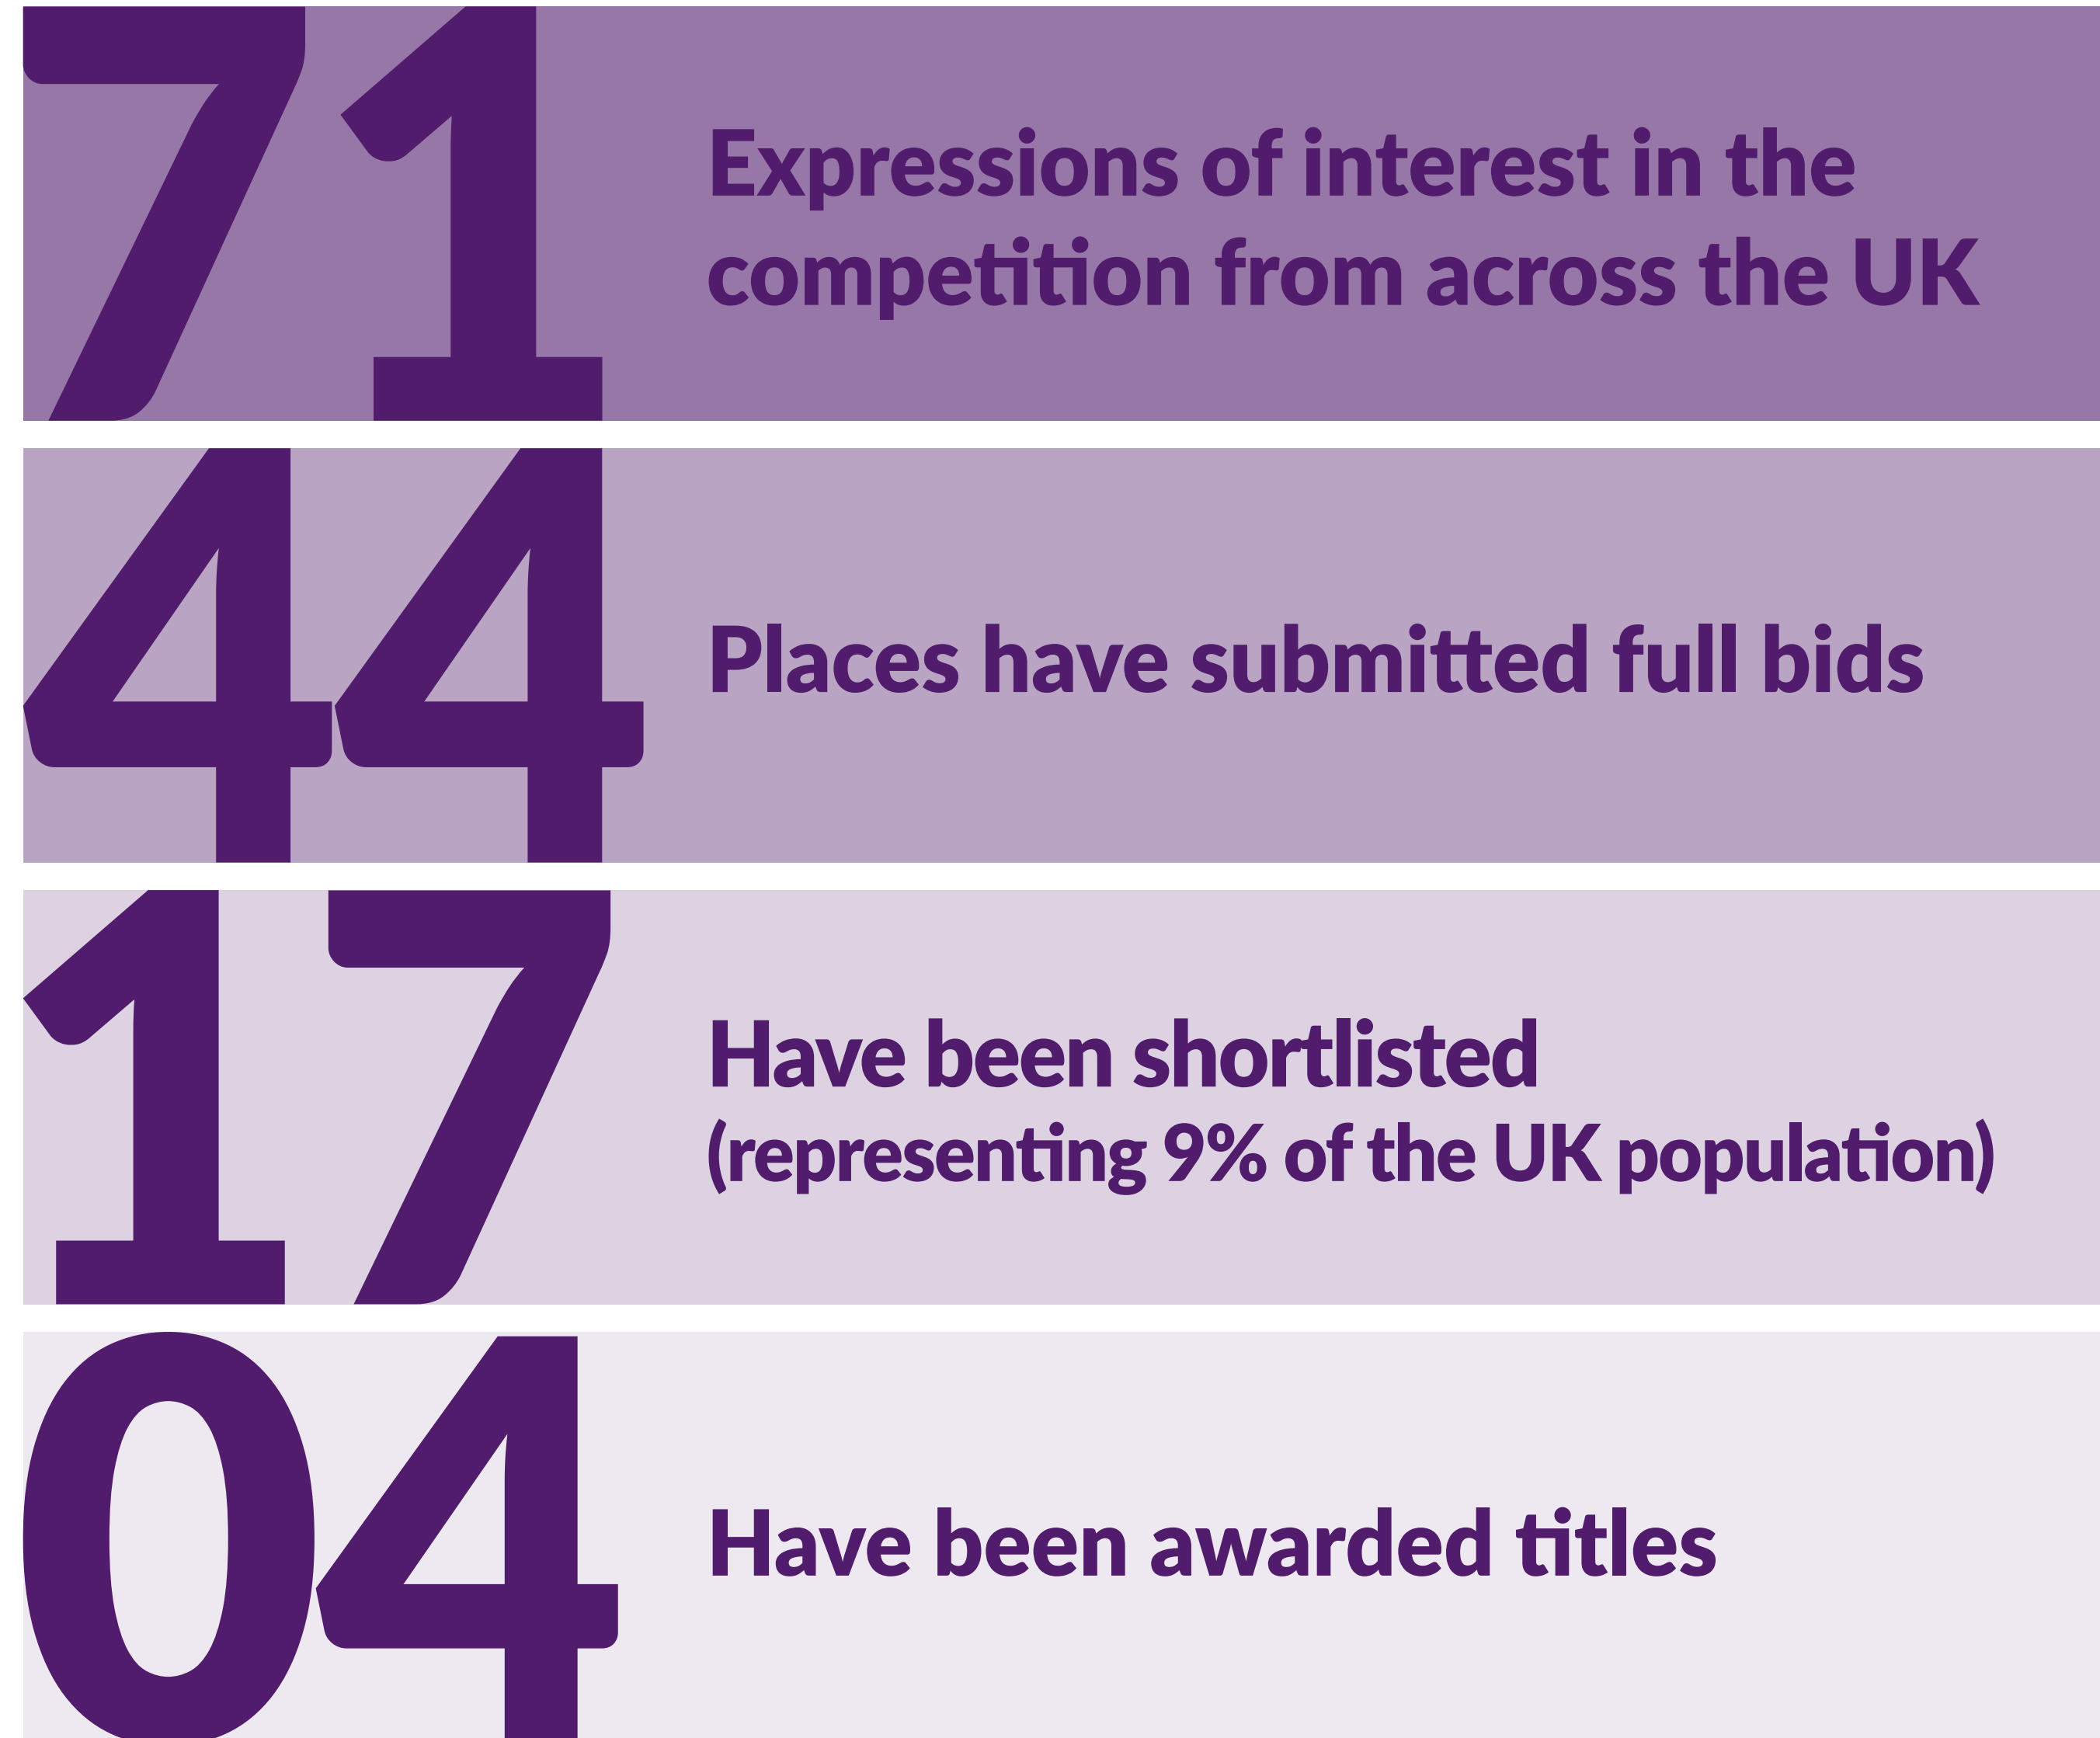 71
Expressions of interest in the
competition from across the UK
44
Places have submitted full bids
17
Have been shortlisted
(representing 9% of the UK population)
04
Have been awarded titles